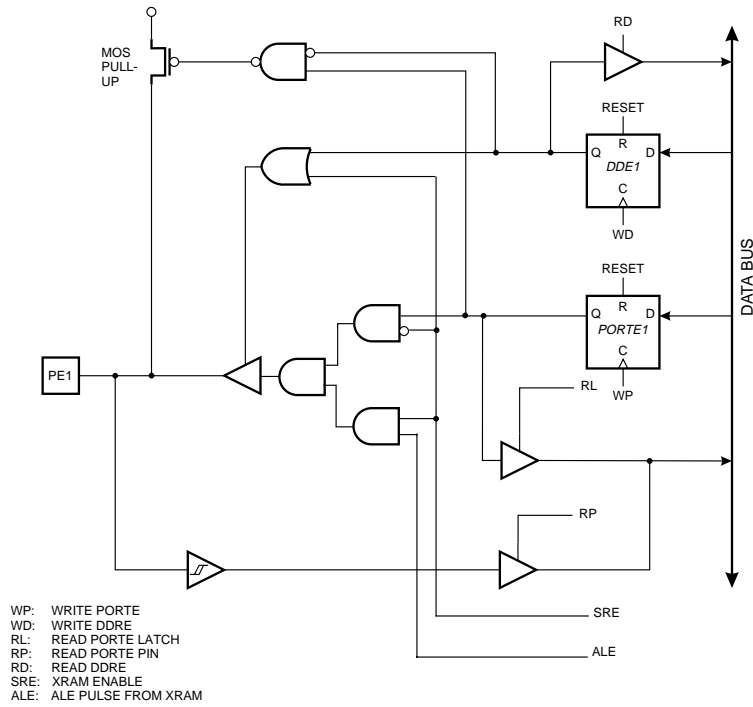 RD
MOS
PULL-
UP
RESET
R
Q
D
DDE1
C
WD
RESET
R
Q
D
PORTE1
C
WP
DATA BUS
PE1
RL
RP
SRE
ALE
WP: WRITE PORTE
WD: WRITE DDRE
RL: READ PORTE LATCH
RP: READ PORTE PIN
RD: READ DDRE
SRE: XRAM ENABLE
ALE: ALE PULSE FROM XRAM